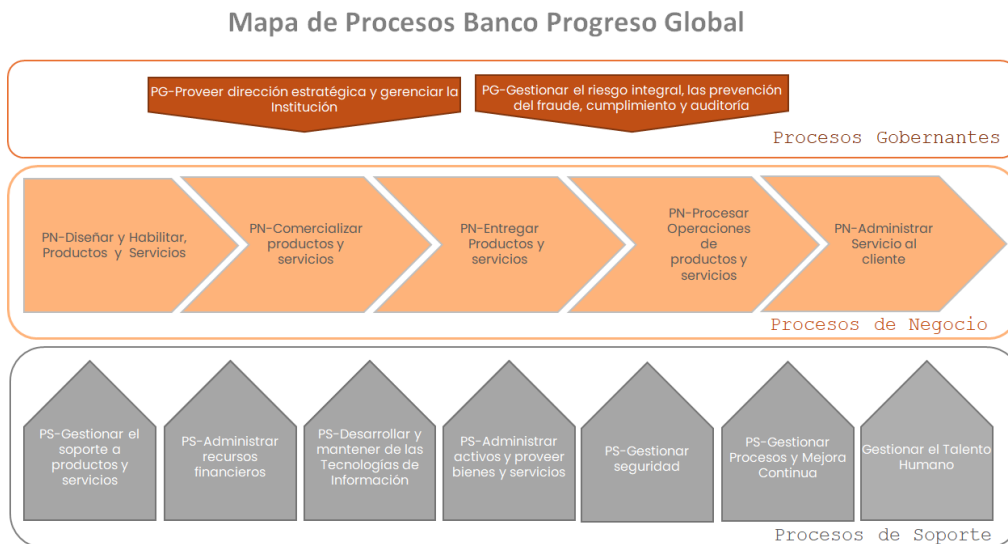 Mapa de Procesos Banco Progreso Global
PG-Proveer dirección estratégica y gerenciar la
Institución
PG-Gestionar el riesgo integral, las prevención
del fraude, cumplimiento y auditoría
Procesos Gobernantes
PN-Diseñar y Habilitar,
Productos y Servicios
PN-Comercializar
productos y
servicios
PN-Entregar
Productos y
servicios
PN-Procesar
Operaciones
de
productos y
servicios
PN-Administrar
Servicio al
cliente
Procesos de Negocio
PS-Gestionar el
soporte a
productos y
servicios
PS-Administrar
recursos
financieros
PS-Desarrollar y
mantener de las
Tecnologías de
Información
PS-Administrar
activos y proveer
bienes y servicios
PS-Gestionar
seguridad
PS-Gestionar
Procesos y Mejora
Continua
Gestionar el Talento
Humano
Procesos de Soporte